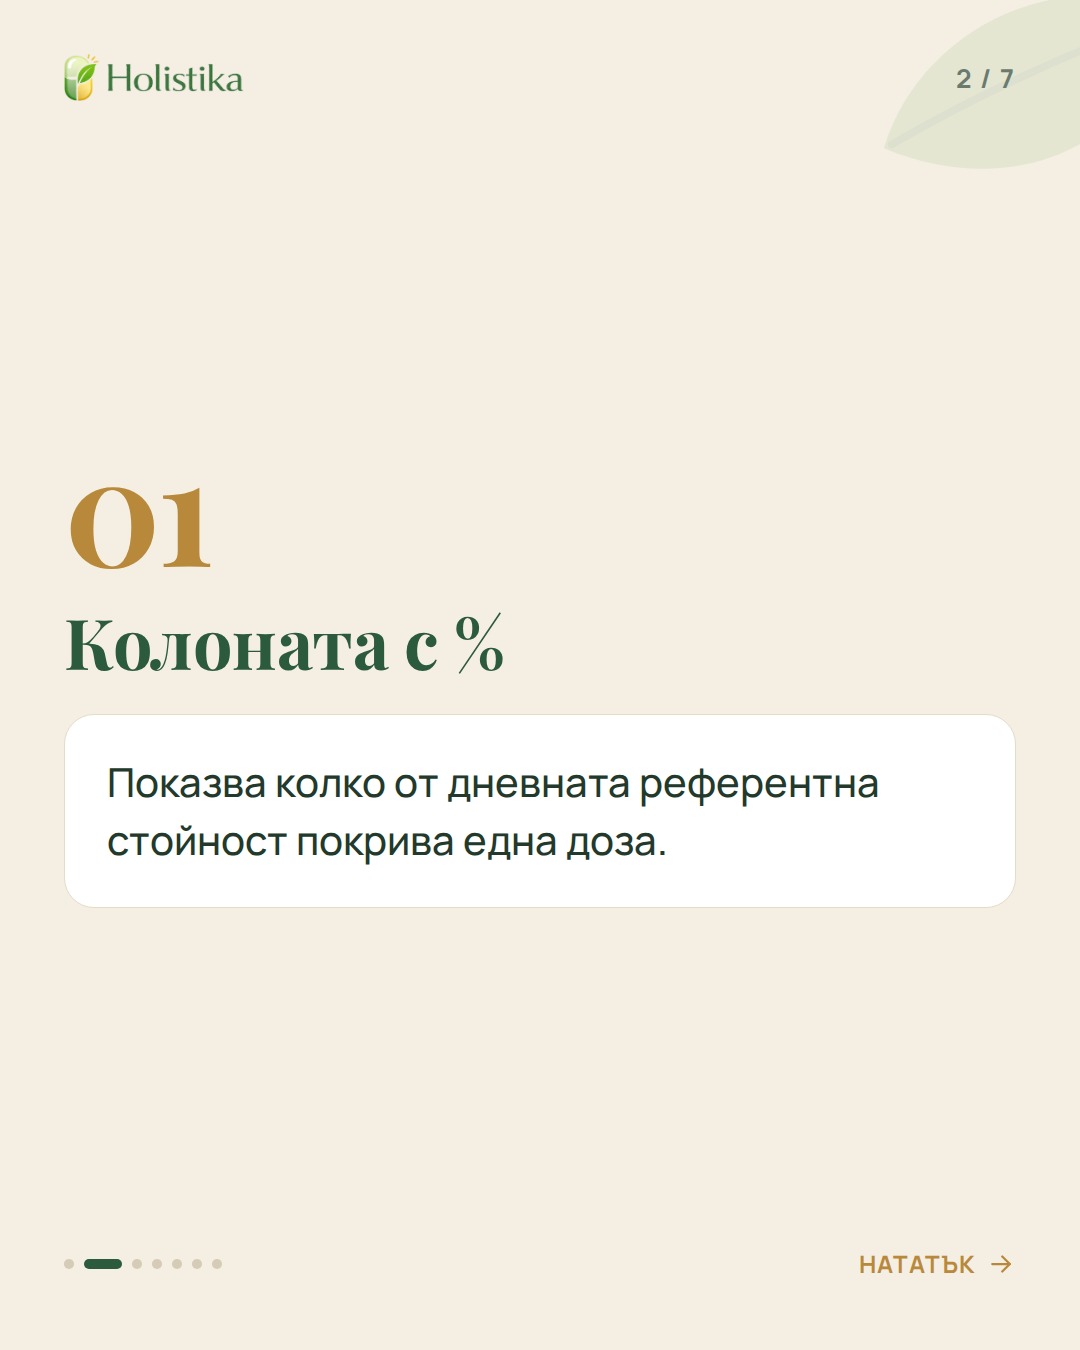 Holistika
2 / 7
01
Колоната с %
Показва колко от дневната референтна
стойност покрива една доза.
НАТАТЪК →